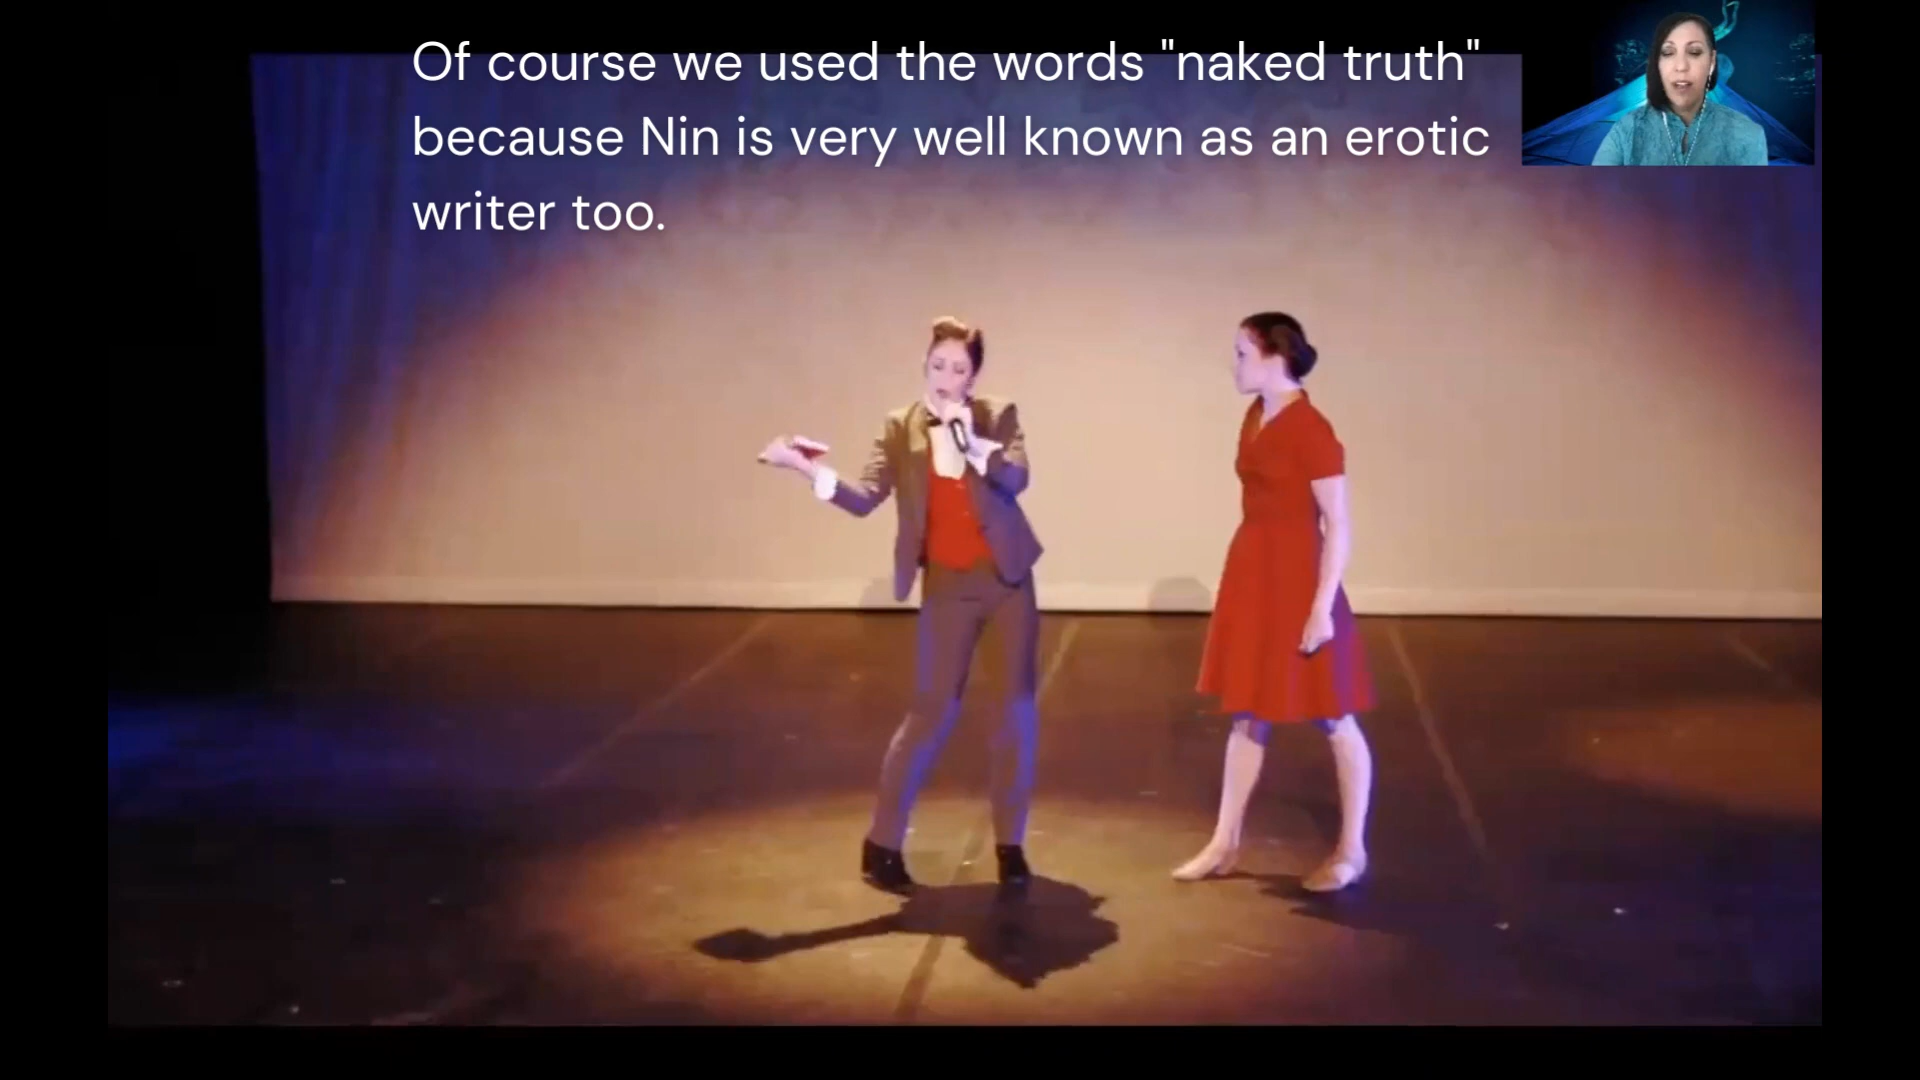 Of course we used the words "naked truth"
because Nin is very well known as an erotic
writer too.